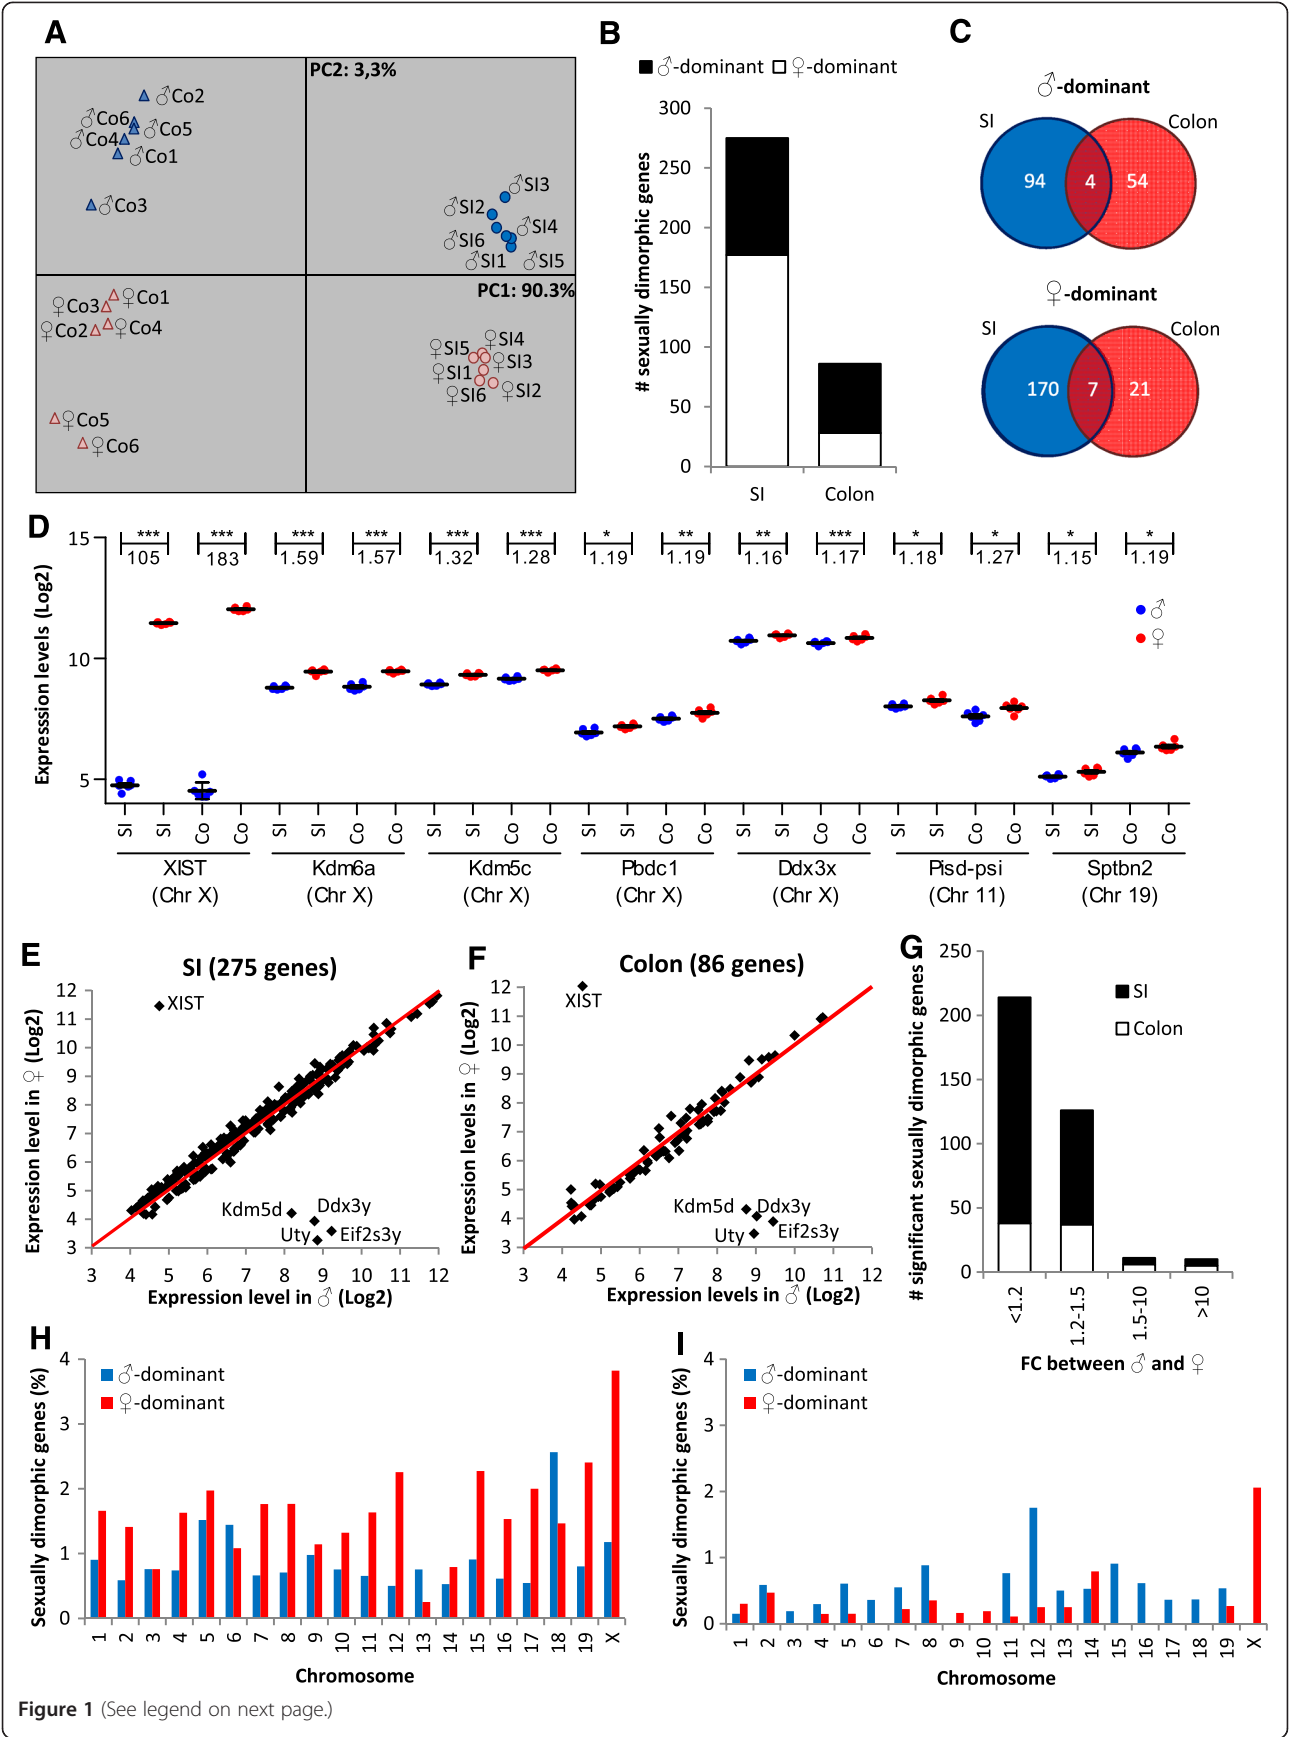 A
PC2: 3,3%
♂Co2
♂Co6
♂Co5
♂Co4
♂Co1
♂Co3
♂SI3
♂SI2
♂SI4
♂SI6
♂SI1
♂SI5
PC1: 90.3%
♀Co1
♀Co3
♀Co2
♀Co4
♀SI4
♀SI5
♀SI3
♀SI1
♀SI6
♀SI2
♀Co5
♀Co6
B
♂-dominant ♀-dominant
# sexually dimorphic genes
300
250
200
150
100
50
0
SI Colon
C
♂-dominant
SI Colon
94 4 54
♀-dominant
SI Colon
170 7 21
D
Expresssion levels (Log2)
15
10
5
*** *** *** *** *** *** * ** ** *** * * * *
105 183 1.59 1.57 1.32 1.28 1.19 1.19 1.16 1.17 1.18 1.27 1.15 1.19
♂
♀
SI SI Co Co SI SI Co Co SI SI Co Co SI SI Co Co SI SI Co Co SI SI Co Co SI SI Co Co
XIST Kdm6a Kdm5c Pbdc1 Ddx3x Pisd-psi Sptbn2
(Chr X) (Chr X) (Chr X) (Chr X) (Chr X) (Chr 11) (Chr 19)
E
SI (275 genes)
Expression level in ♀ (Log2)
12
11
10
9
8
7
6
5
4
3
XIST
Kdm5d
Ddx3y
Uty
Eif2s3y
3 4 5 6 7 8 9 10 11 12
Expression level in ♂ (Log2)
F
Colon (86 genes)
Expression levels in ♀ (Log2)
12
11
10
9
8
7
6
5
4
3
XIST
Kdm5d
Ddx3y
Uty
Eif2s3y
3 4 5 6 7 8 9 10 11 12
Expression levels in ♂ (Log2)
G
# significant sexually dimorphic genes
250
200
150
100
50
0
SI
Colon
<1.2 1.2-1.5 1.5-10 >10
FC between ♂ and ♀
H
Sexually dimorphic genes (%)
4
3
2
1
0
♂-dominant
♀-dominant
1 2 3 4 5 6 7 8 9 10 11 12 13 14 15 16 17 18 19 X
Chromosome
I
Sexually dimorphic genes (%)
4
3
2
1
0
♂-dominant
♀-dominant
1 2 3 4 5 6 7 8 9 10 11 12 13 14 15 16 17 18 19 X
Chromosome
Figure 1 (See legend on next page.)